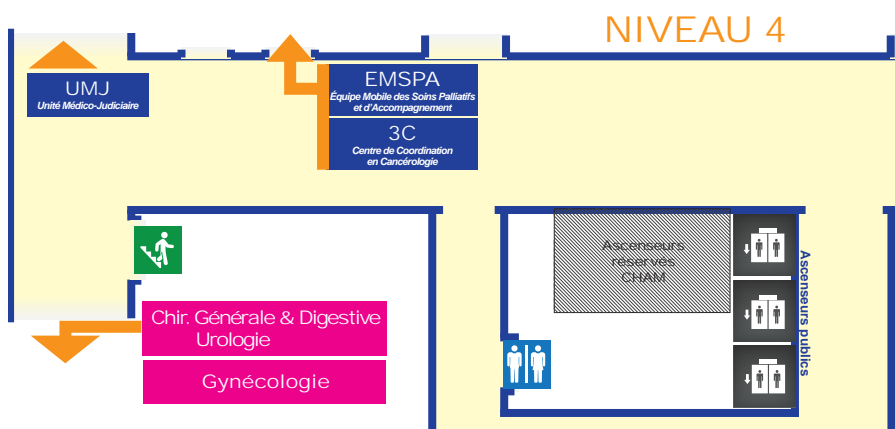 NIVEAU 4
UMJ
Unité Médico-Judiciaire
EMSPA
Équipe Mobile des Soins Palliatifs
et d'Accompagnement
3C
Centre de Coordination
en Cancérologie
Ascenseurs
réservés
CHAM
Ascenseurs publics
Chir. Générale & Digestive
Urologie
Gynécologie